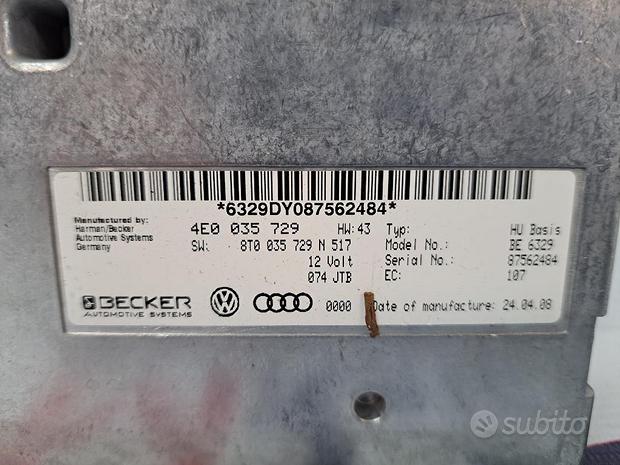 *6329DY087562484*
Manufactured by:
Harman/Becker
Automotive Systems
Germany
4E0 035 729 HW:43 Typ: HU Basis
SW: 8T0 035 729 N 517 Model No.: BE 6329
12 Volt Serial No.: 87562484
074 JTB EC: 107
BECKER
AUTOMOTIVE SYSTEMS
0000 Date of manufacture: 24.04.08
subito